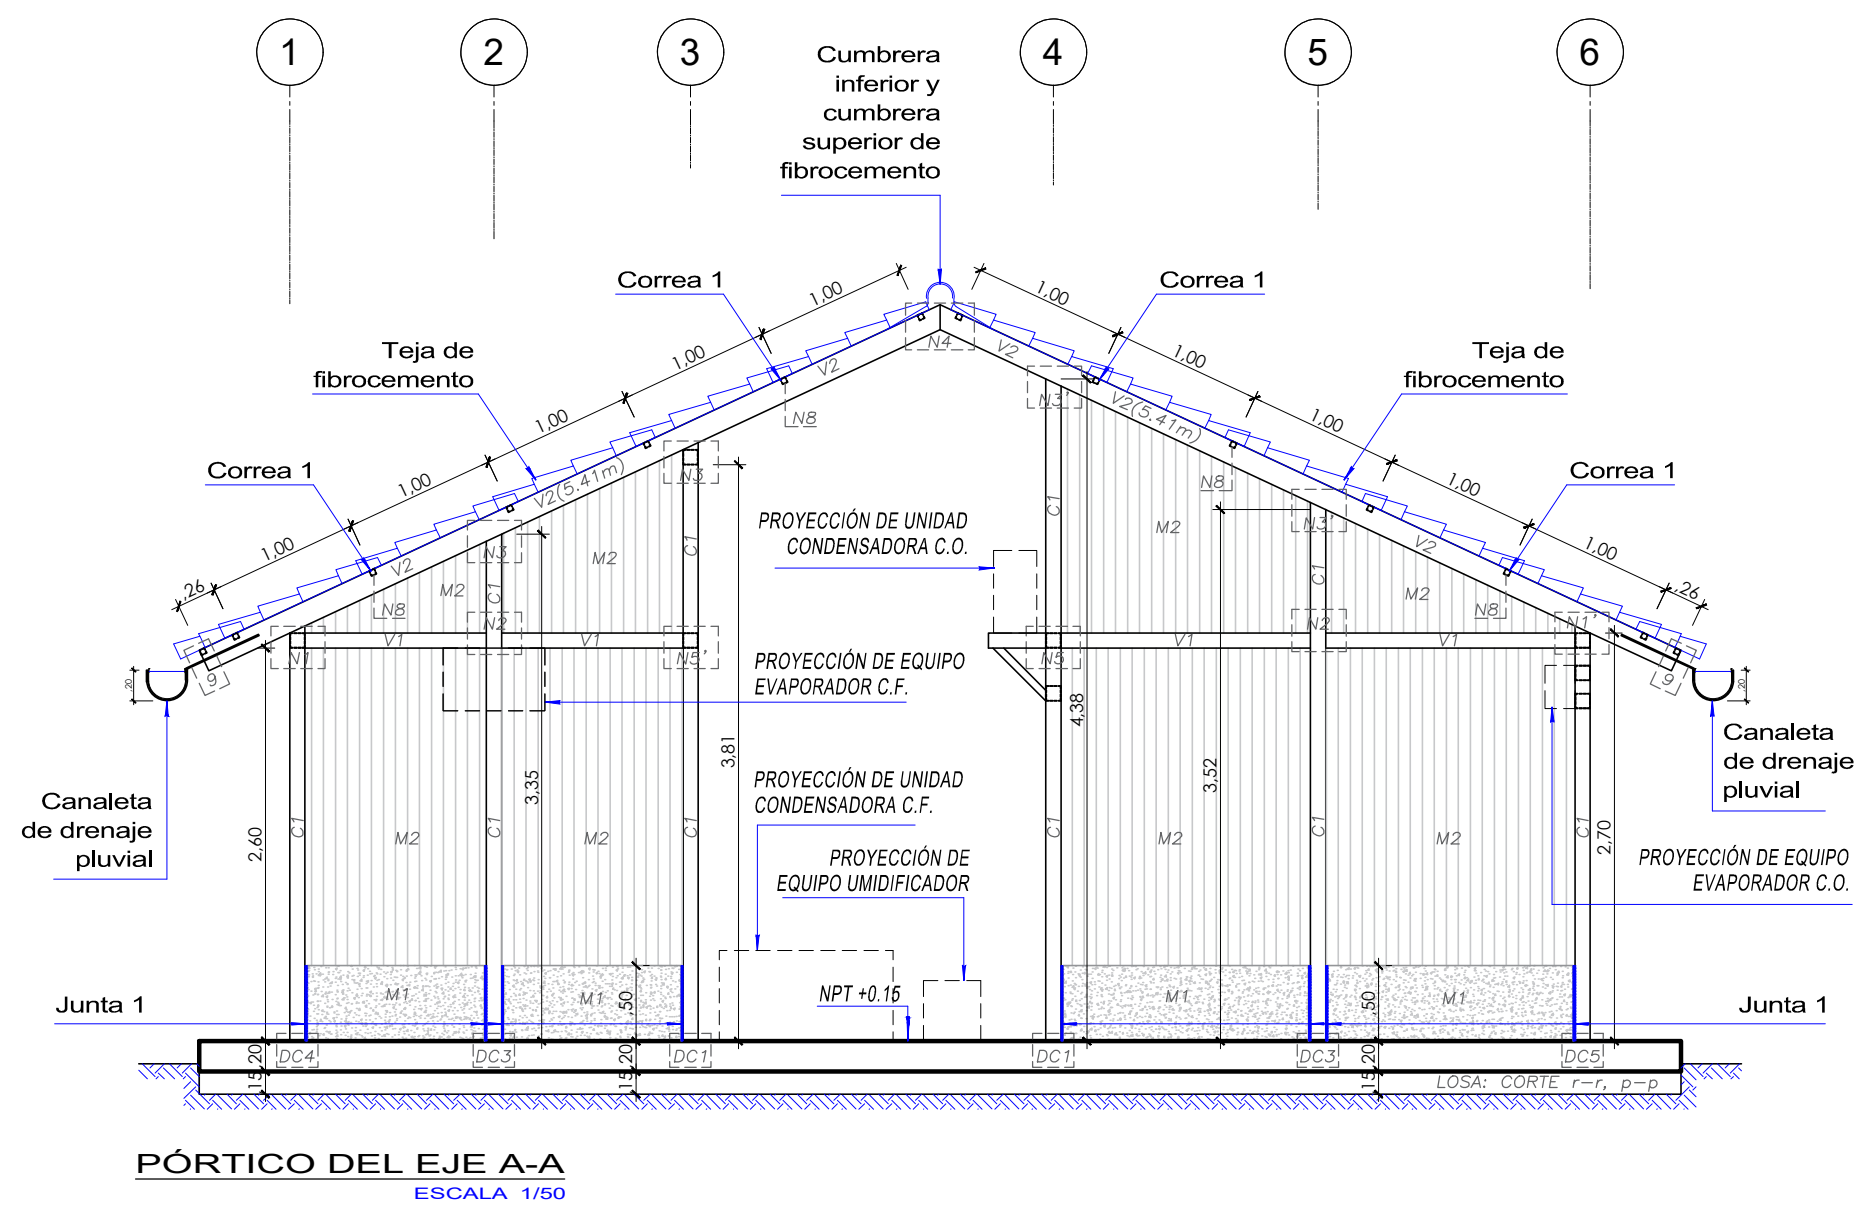 1 2 3 4 5 6
Cumbrera
inferior y
cumbrera
superior de
fibrocemento
Correa 1
Correa 1
1,00
1,00
1,00
1,00
1,00
,26
1,00
1,00
1,00
1,00
1,00
,26
Teja de
fibrocemento
Teja de
fibrocemento
Correa 1
Correa 1
N4
V2
V2
N8
N3'
V2(5.41m)
V2(5.41m)
N3
N3
N8
N3'
V2
V2
N8
N8
C1
C1
C1
C1
M2
M2
M2
M2
PROYECCIÓN DE UNIDAD
CONDENSADORA C.O.
N1
V1
N2
V1
N5'
N5
V1
N2
V1
N1'
9
9
,20
,20
PROYECCIÓN DE EQUIPO
EVAPORADOR C.F.
4,38
3,81
3,35
3,52
2,60
2,70
Canaleta
de drenaje
pluvial
Canaleta
de drenaje
pluvial
PROYECCIÓN DE UNIDAD
CONDENSADORA C.F.
C1
M2
C1
M2
C1
C1
M2
C1
M2
C1
PROYECCIÓN DE
EQUIPO UMIDIFICADOR
PROYECCIÓN DE EQUIPO
EVAPORADOR C.O.
Junta 1
M1
M1
,50
NPT +0.15
M1
M1
,50
Junta 1
DC4
DC3
DC1
DC1
DC3
DC5
,20
,15
,20
,15
,20
,15
LOSA: CORTE r-r, p-p
PÓRTICO DEL EJE A-A
ESCALA 1/50